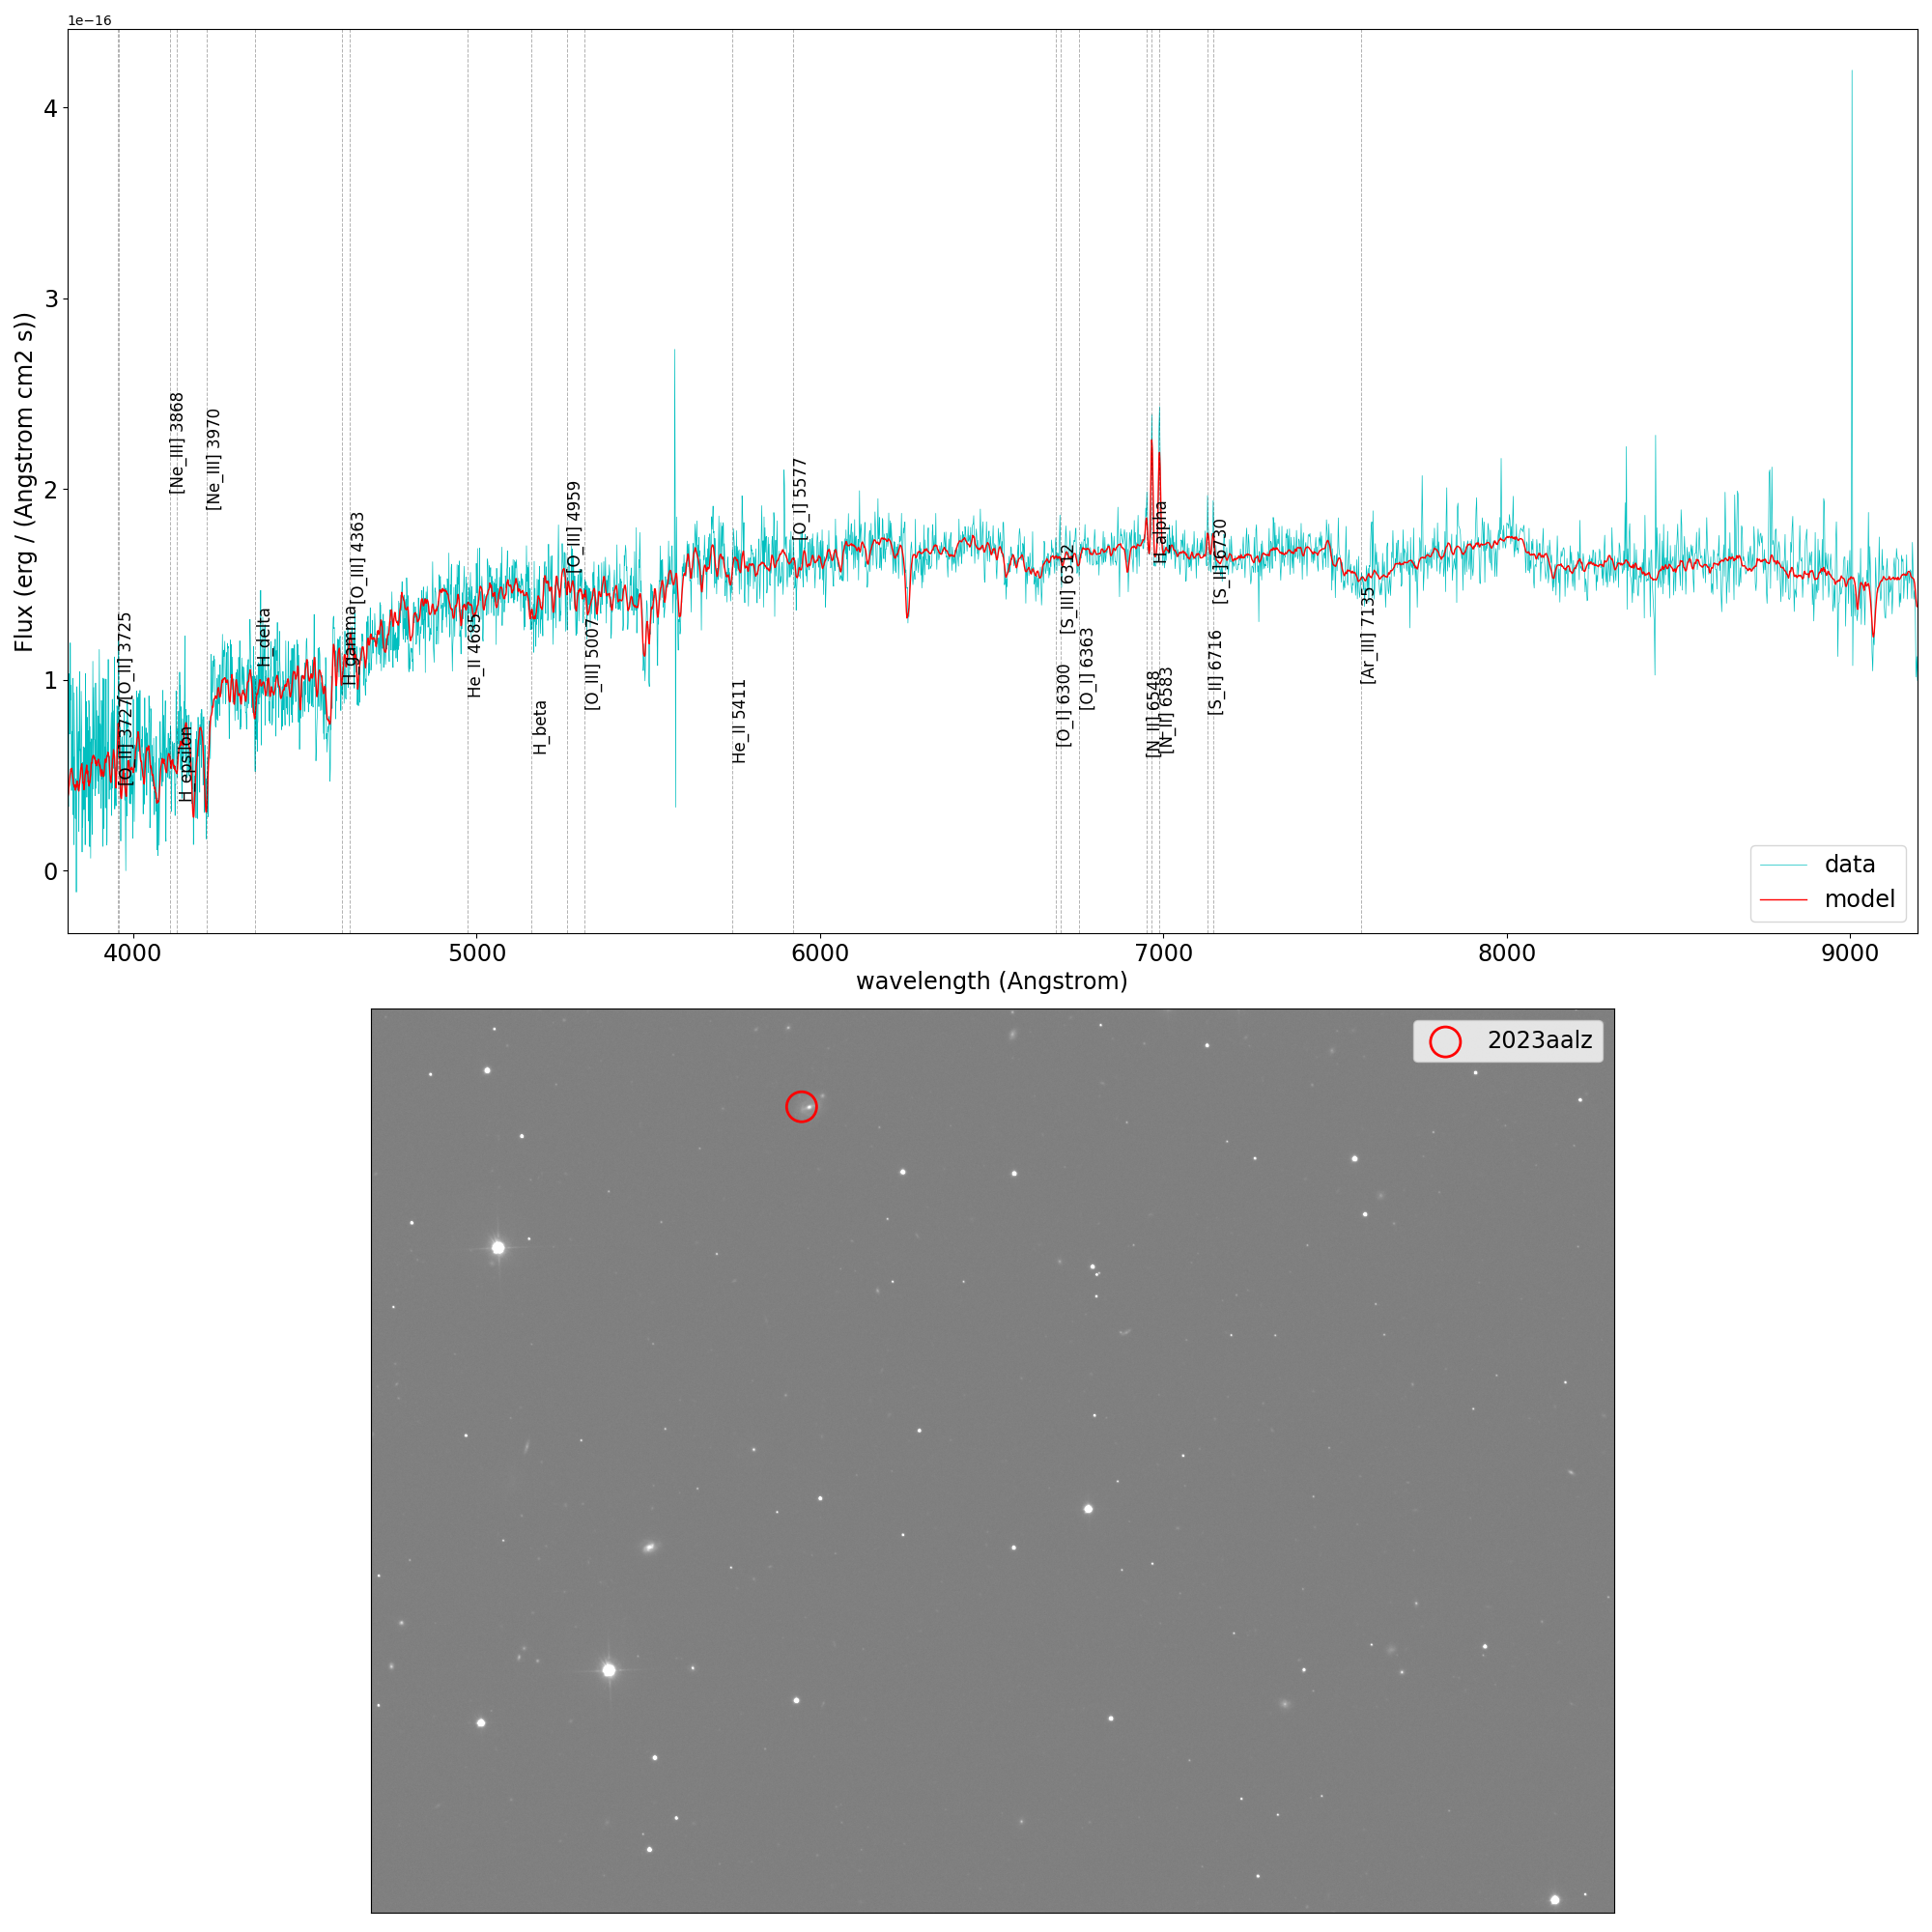 1e−16
Flux (erg / (Angstrom cm2 s))
4
3
2
1
0
[O_II] 3727
[O_II] 3725
[Ne_III] 3868
H_epsilon
[Ne_III] 3970
H_delta
H_gamma
[O_III] 4363
He_II 4685
H_beta
[O_III] 4959
[O_III] 5007
He_II 5411
[O_I] 5577
[O_I] 6300
[S_III] 6312
[O_I] 6363
[N_II] 6548
H_alpha
[N_II] 6583
[S_II] 6716
[S_II] 6730
[Ar_III] 7135
data
model
4000 5000 6000 7000 8000 9000
wavelength (Angstrom)
2023aalz